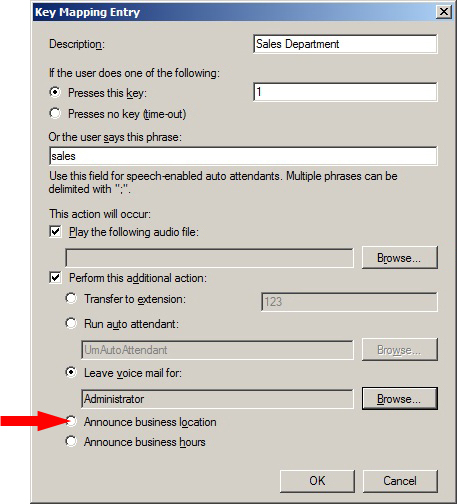 Key Mapping Entry
Description: Sales Department
If the user does one of the following:
Presses this key: 1
Presses no key (time-out)
Or the user says this phrase:
sales
Use this field for speech-enabled auto attendants. Multiple phrases can be
delimited with ";".
This action will occur:
Play the following audio file:
Browse...
Perform this additional action:
Transfer to extension: 123
Run auto attendant:
UmAutoAttendant Browse...
Leave voice mail for:
Administrator Browse...
Announce business location
Announce business hours
OK Cancel